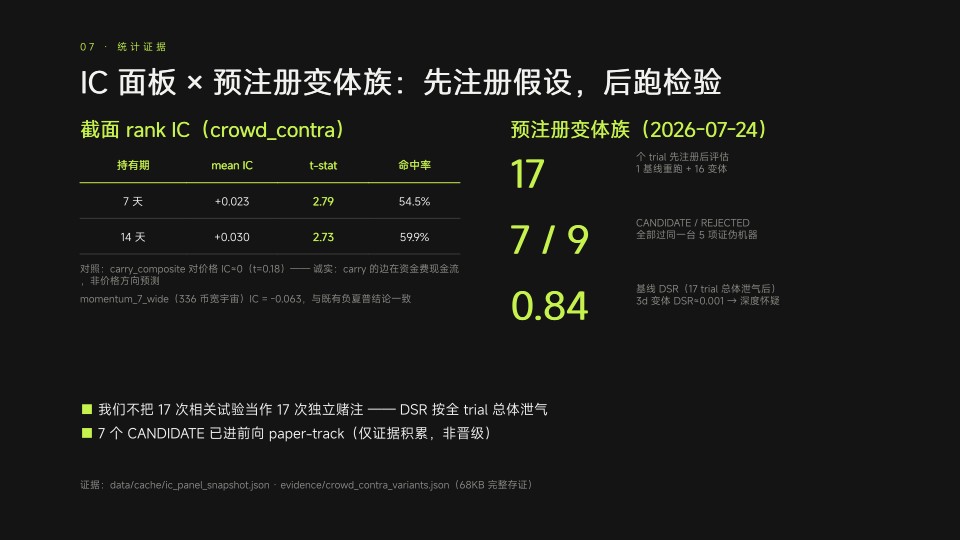 07 · 统计证据
IC 面板 × 预注册变体族：先注册假设，后跑检验
截面 rank IC（crowd_contra）
持有期 mean IC t-stat 命中率
7 天 +0.023 2.79 54.5%
14 天 +0.030 2.73 59.9%
对照：carry_composite 对价格 IC≈0（t=0.18）—— 诚实：carry 的边在资金费现金流
，非价格方向预测
momentum_7_wide（336 币宽宇宙）IC = -0.063，与既有负夏普结论一致
预注册变体族（2026-07-24）
17
个 trial 先注册后评估
1 基线重跑 + 16 变体
7 / 9
CANDIDATE / REJECTED
全部过同一台 5 项证伪机器
0.84
基线 DSR（17 trial 总体泄气后）
3d 变体 DSR≈0.001 → 深度怀疑
■ 我们不把 17 次相关试验当作 17 次独立赌注 —— DSR 按全 trial 总体泄气
■ 7 个 CANDIDATE 已进前向 paper-track（仅证据积累，非晋级）
证据：data/cache/ic_panel_snapshot.json · evidence/crowd_contra_variants.json（68KB 完整存证）